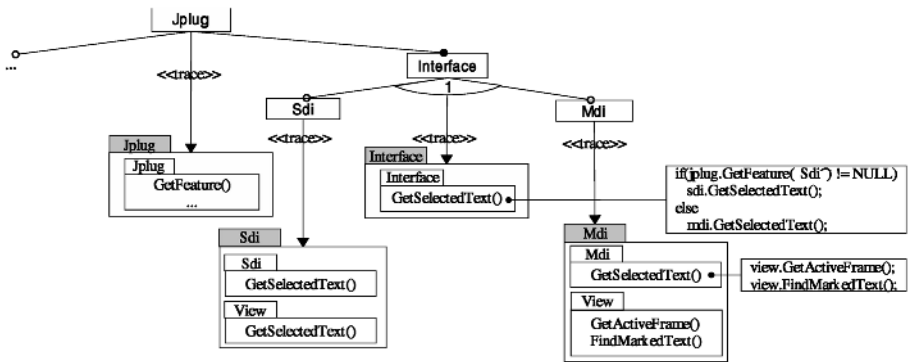 Jplug
...
<<trace>>
Interface
1
Sdi
Mdi
<<trace>>
<<trace>>
<<trace>>
Jplug
Jplug
GetFeature()
...
Interface
Interface
GetSelectedText()
if(jplug.GetFeature( Sdi") != NULL)
sdi.GetSelectedText();
else
mdi.GetSelectedText();
Sdi
Sdi
GetSelectedText()
View
GetSelectedText()
Mdi
Mdi
GetSelectedText()
view.GetActiveFrame();
view.FindMarkedText();
View
GetActiveFrame()
FindMarkedText()